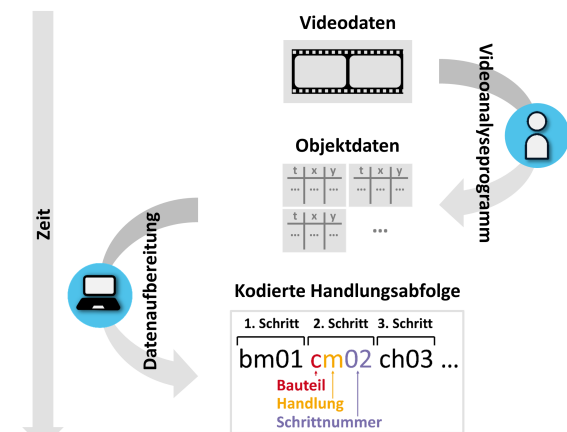 Videodaten
Videoanalyseprogramm
Objektdaten
t x y t x y
... ... ... ... ... ...
t x y
... ... ... ...
Zeit
Datenaufbereitung
Kodierte Handlungsabfolge
1. Schritt 2. Schritt 3. Schritt
bm01 cm02 ch03 ...
Bauteil
Handlung
Schrittnummer